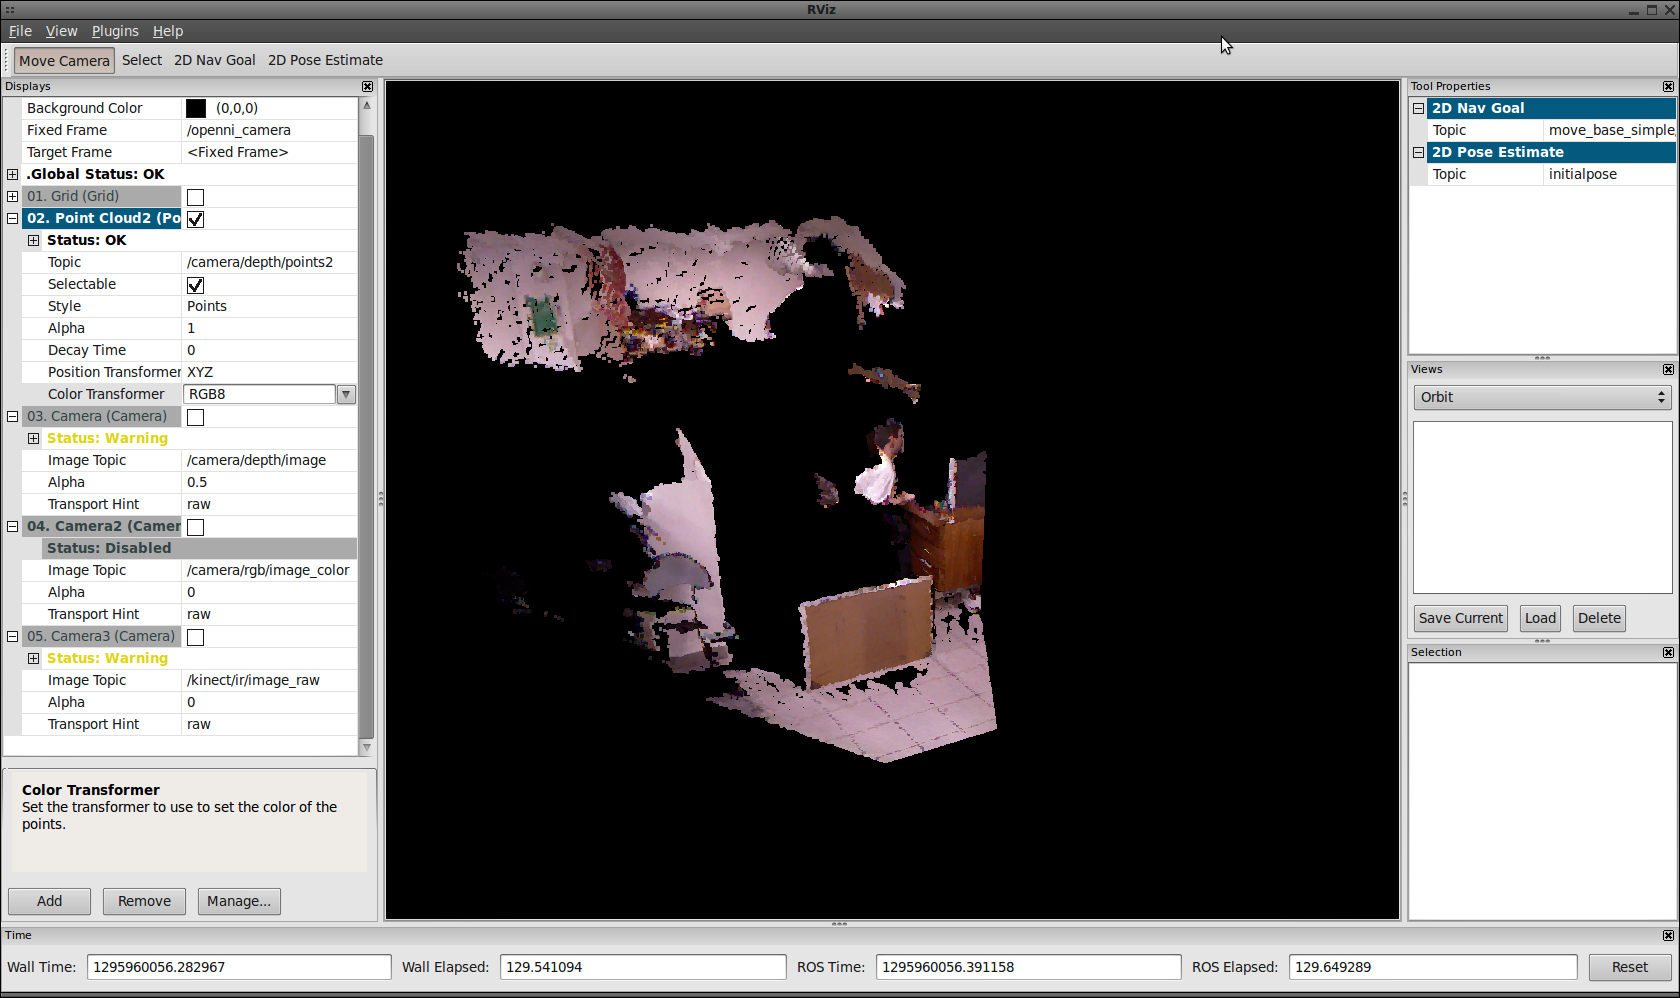 RViz
File View Plugins Help
Move Camera Select 2D Nav Goal 2D Pose Estimate
Displays
Background Color (0,0,0)
Fixed Frame /openni_camera
Target Frame <Fixed Frame>
.Global Status: OK
01. Grid (Grid)
02. Point Cloud2 (Po
Status: OK
Topic /camera/depth/points2
Selectable
Style Points
Alpha 1
Decay Time 0
Position Transformer XYZ
Color Transformer RGB8
03. Camera (Camera)
Status: Warning
Image Topic /camera/depth/image
Alpha 0.5
Transport Hint raw
04. Camera2 (Camer
Status: Disabled
Image Topic /camera/rgb/image_color
Alpha 0
Transport Hint raw
05. Camera3 (Camera)
Status: Warning
Image Topic /kinect/ir/image_raw
Alpha 0
Transport Hint raw
Color Transformer
Set the transformer to use to set the color of the
points.
Add Remove Manage...
Tool Properties
2D Nav Goal
Topic move_base_simple/
2D Pose Estimate
Topic initialpose
Views
Orbit
Save Current Load Delete
Selection
Time
Wall Time: 1295960056.282967 Wall Elapsed: 129.541094 ROS Time: 1295960056.391158 ROS Elapsed: 129.649289 Reset